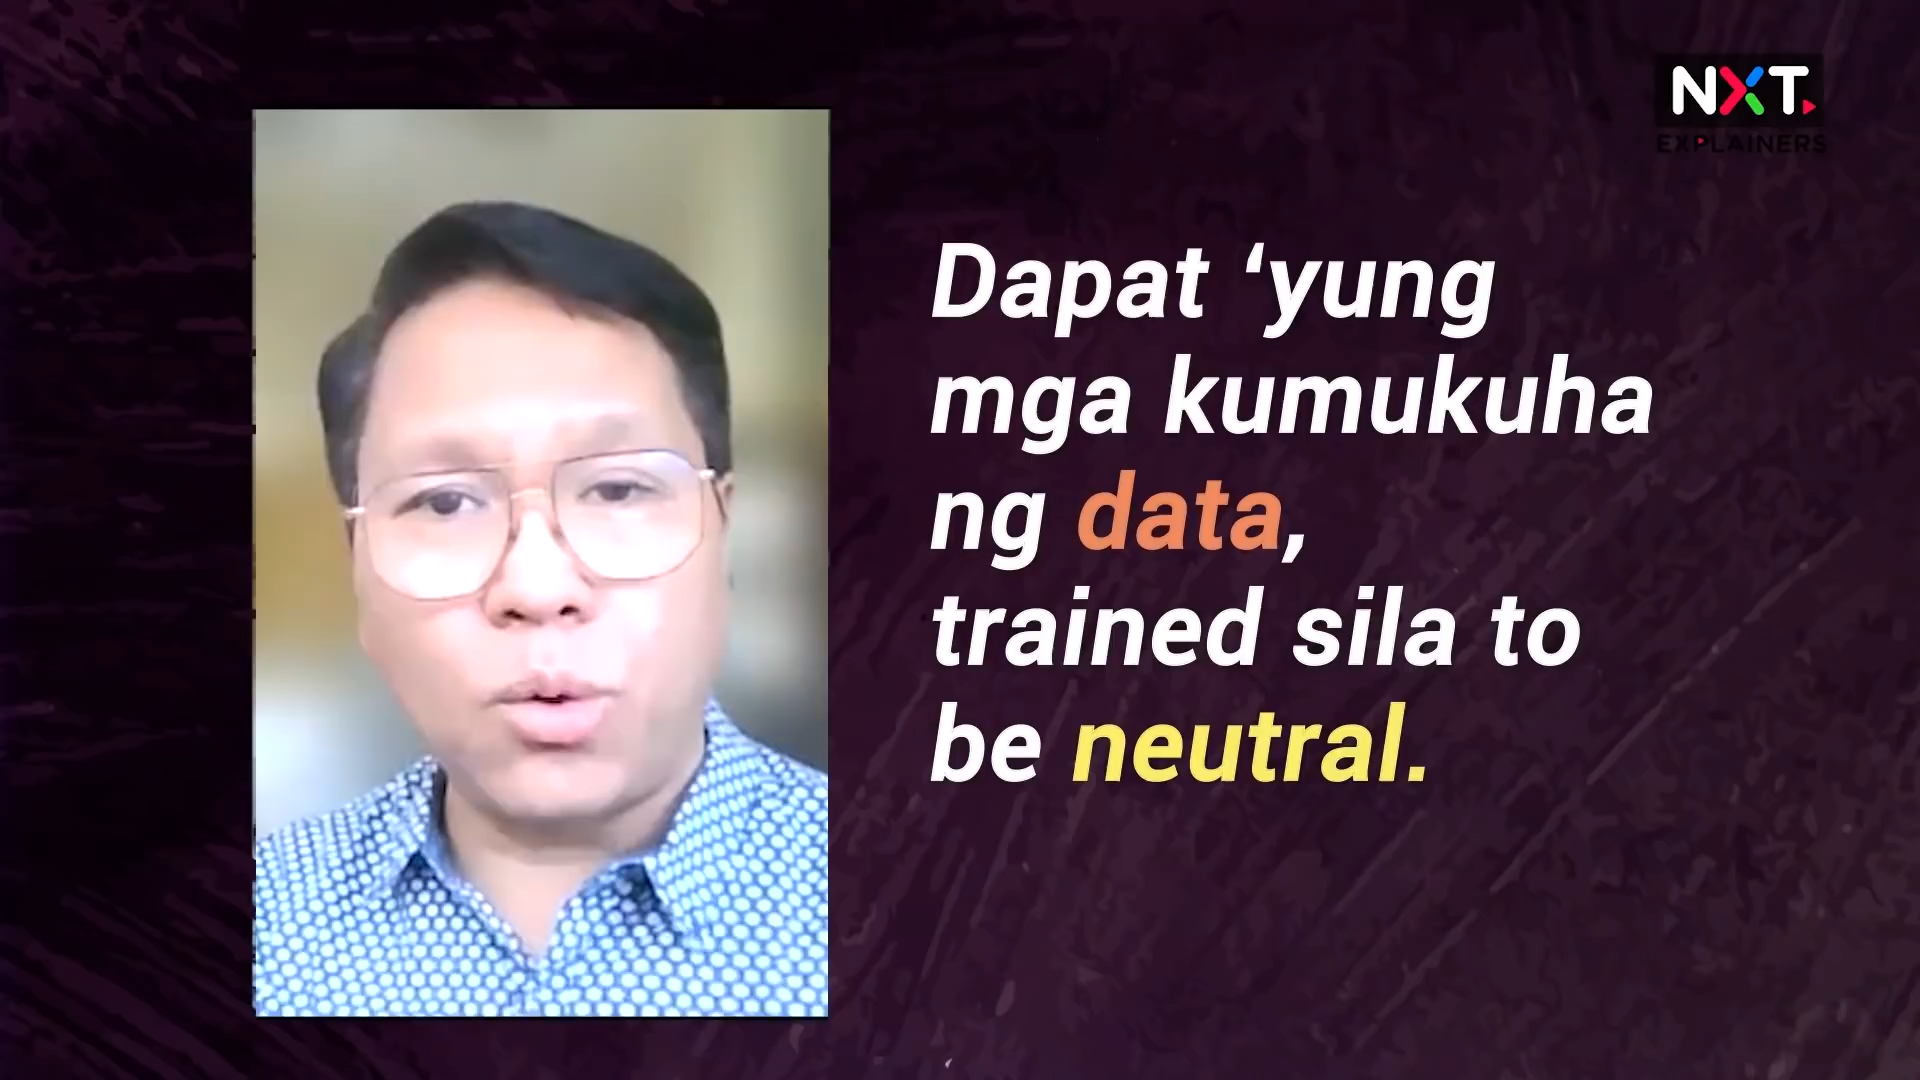 NXT
EXPLAINERS
Dapat ‘yung
mga kumukuha
ng data,
trained sila to
be neutral.